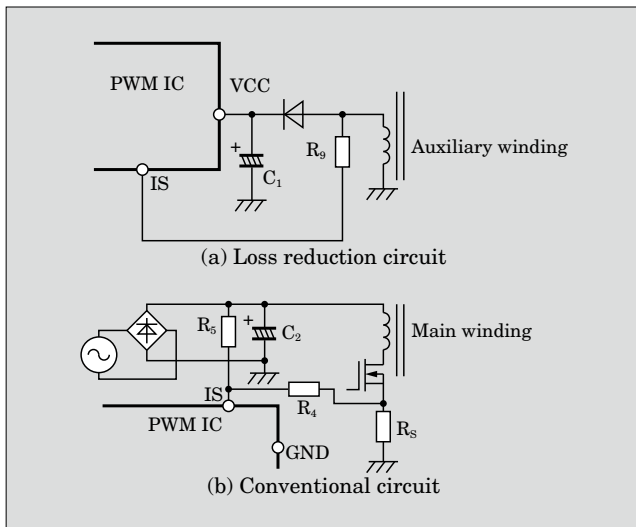 PWM IC
VCC
Auxiliary winding
R9
+
C1
IS
(a) Loss reduction circuit
R5
+
C2
Main winding
IS
R4
PWM IC
RS
GND
(b) Conventional circuit